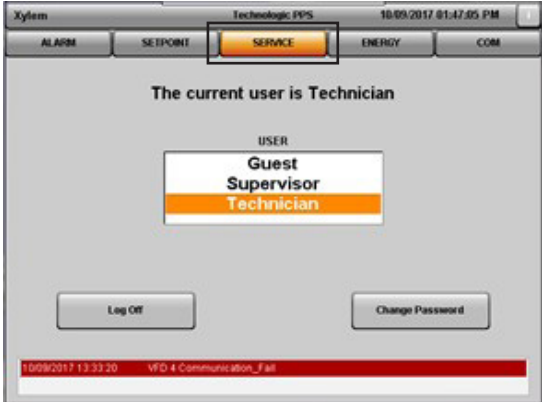 Xylem Technologic PPS 10/09/2017 01:47:05 PM
ALARM SETPOINT SERVICE ENERGY COM
The current user is Technician
USER
Guest
Supervisor
Technician
Log Off Change Password
10/09/2017 13:33:20 VFD 4 Communication_Fail